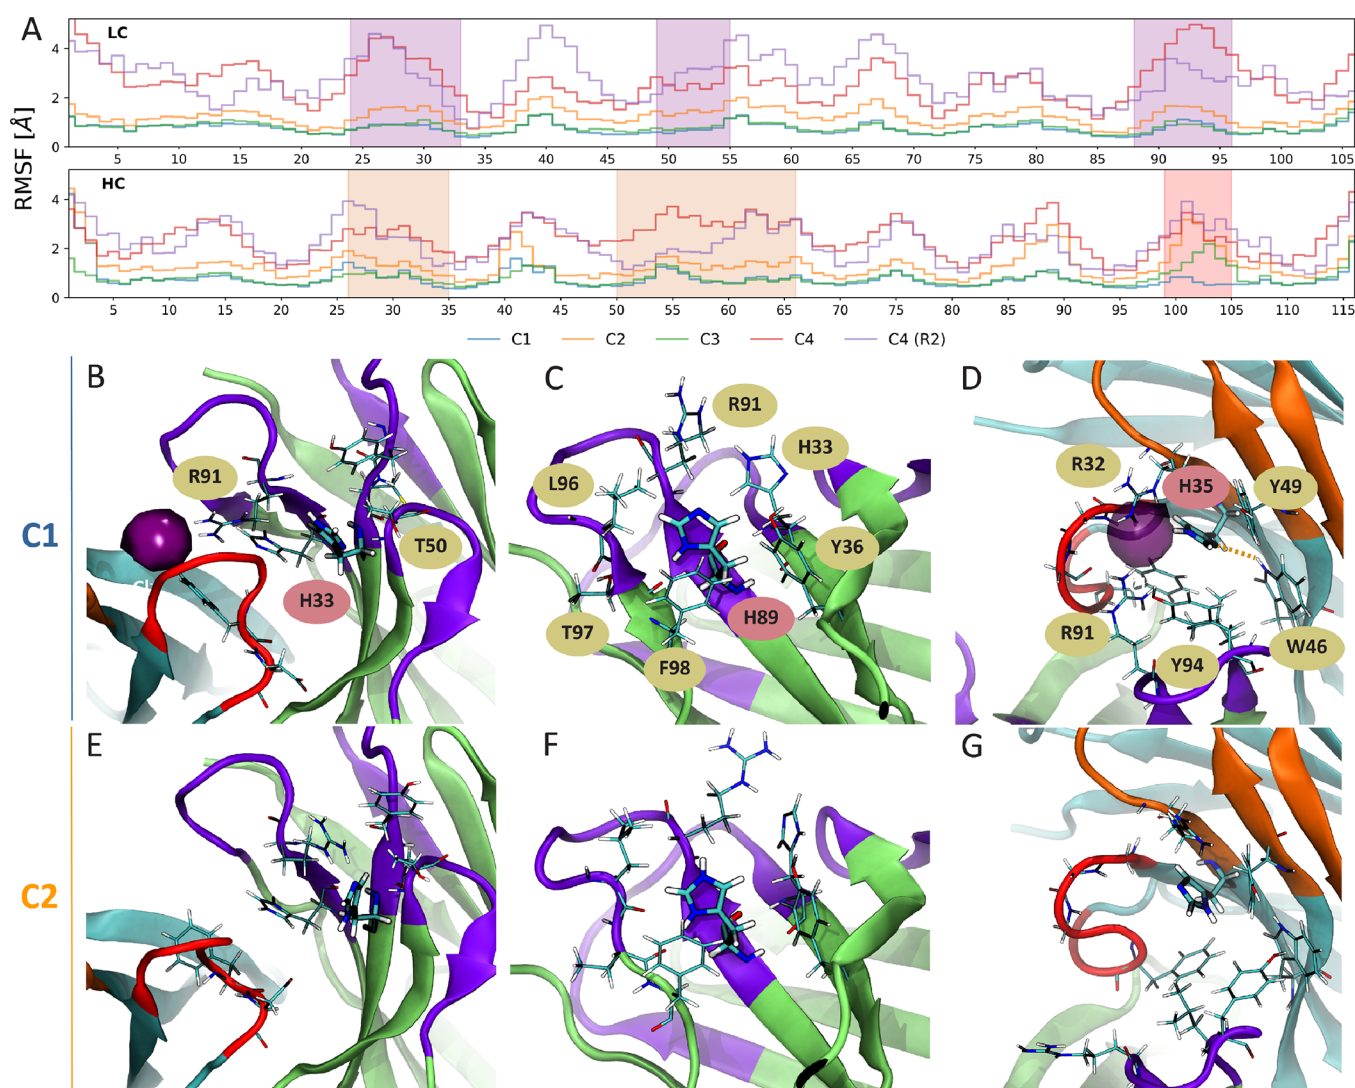 A
LC
4
2
0
5 10 15 20 25 30 35 40 45 50 55 60 65 70 75 80 85 90 95 100 105
RMSF [Å]
HC
4
2
0
5 10 15 20 25 30 35 40 45 50 55 60 65 70 75 80 85 90 95 100 105 110 115
C1 C2 C3 C4 C4 (R2)
B
R91
T50
H33
C
R91
H33
L96
Y36
T97
H89
F98
D
R32
H35
Y49
R91
Y94
W46
C1
E
F
G
C2